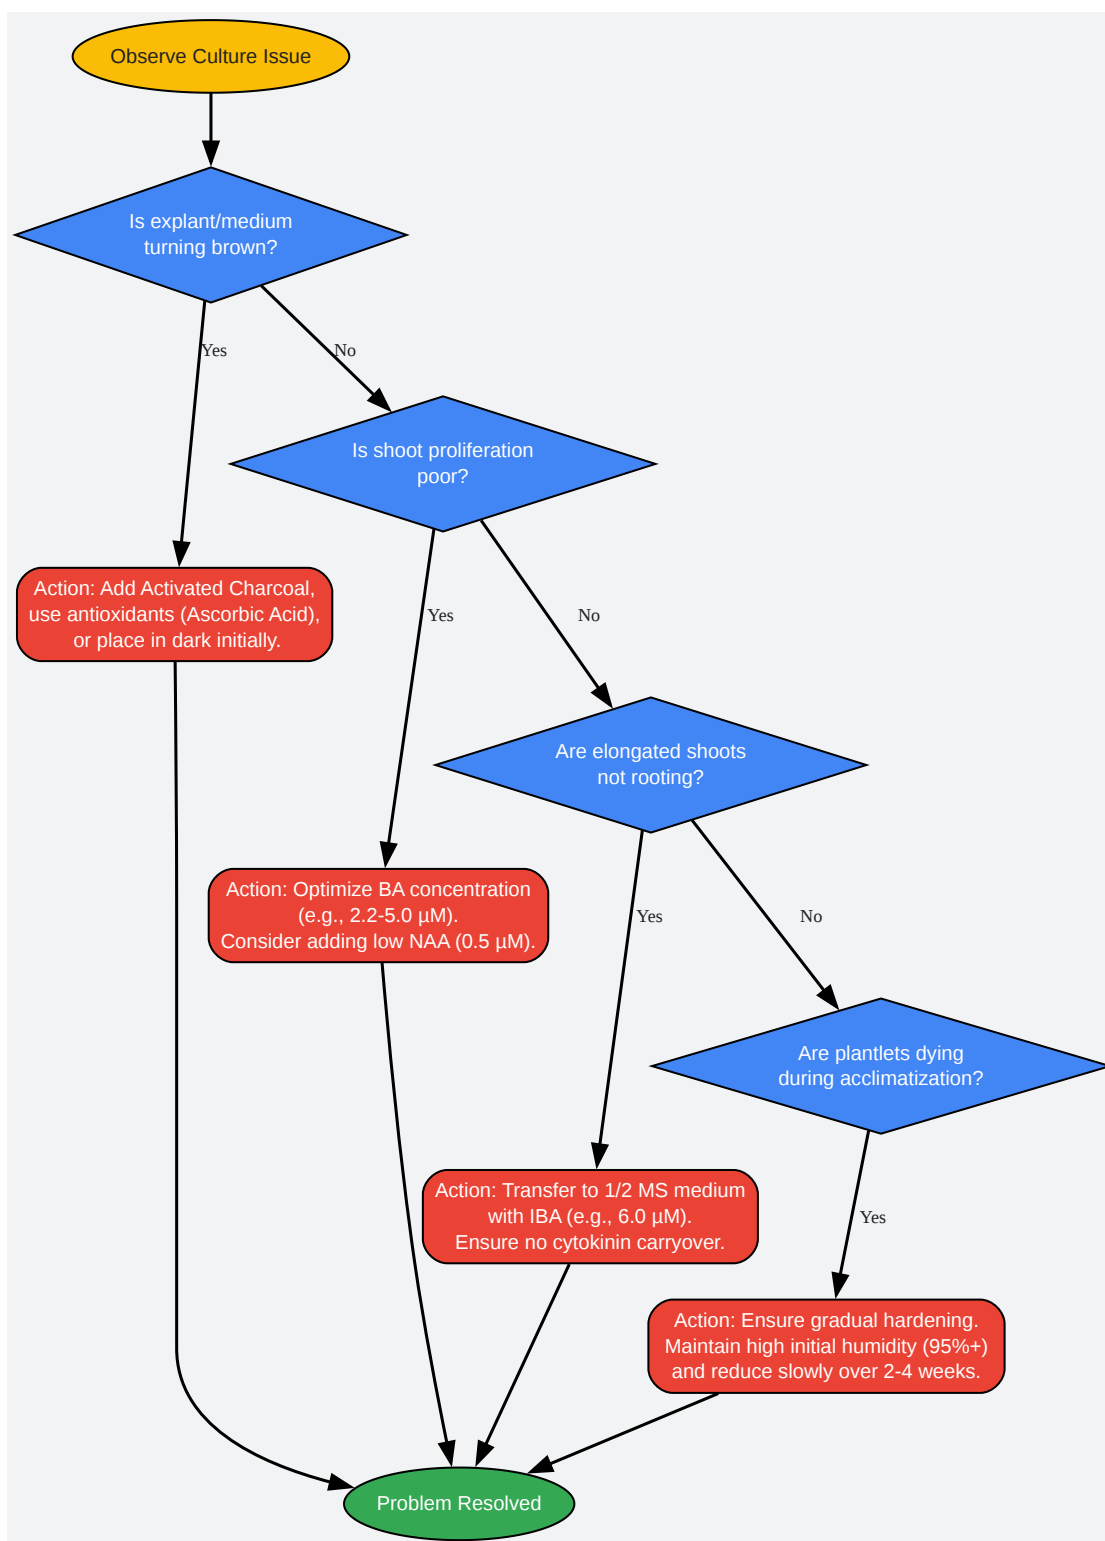 Observe Culture Issue
Is explant/medium
turning brown?
Yes
No
Is shoot proliferation
poor?
Action: Add Activated Charcoal,
use antioxidants (Ascorbic Acid),
or place in dark initially.
Yes
No
Are elongated shoots
not rooting?
Action: Optimize BA concentration
(e.g., 2.2-5.0 µM).
Consider adding low NAA (0.5 µM).
Yes
No
Are plantlets dying
during acclimatization?
Action: Transfer to 1/2 MS medium
with IBA (e.g., 6.0 µM).
Ensure no cytokinin carryover.
Yes
Action: Ensure gradual hardening.
Maintain high initial humidity (95%+)
and reduce slowly over 2-4 weeks.
Problem Resolved